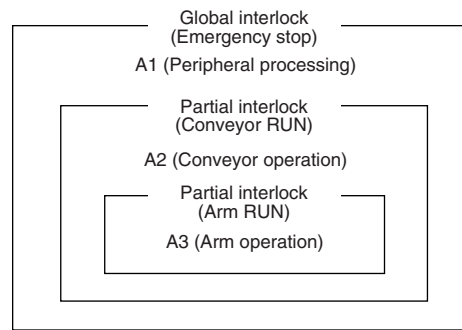 Global interlock
(Emergency stop)
A1 (Peripheral processing)
Partial interlock
(Conveyor RUN)
A2 (Conveyor operation)
Partial interlock
(Arm RUN)
A3 (Arm operation)